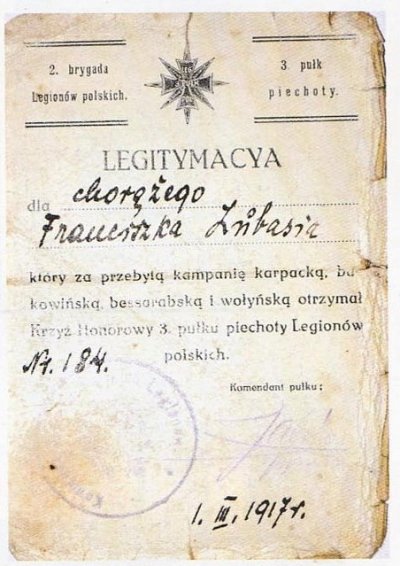 2. brygada
Legionów polskich.
3. pułk
piechoty.
LEGITYMACYA
dla chorążego
Franciszka Zubasia
który za przebytą kampanię karpacką, bu
kowińską, bessarabską i wołyńską otrzymał
Krzyż Honorowy 3. pułku piechoty Legionów
polskich.
Nr. 184.
Komendant pułku:
1. III. 1917 r.